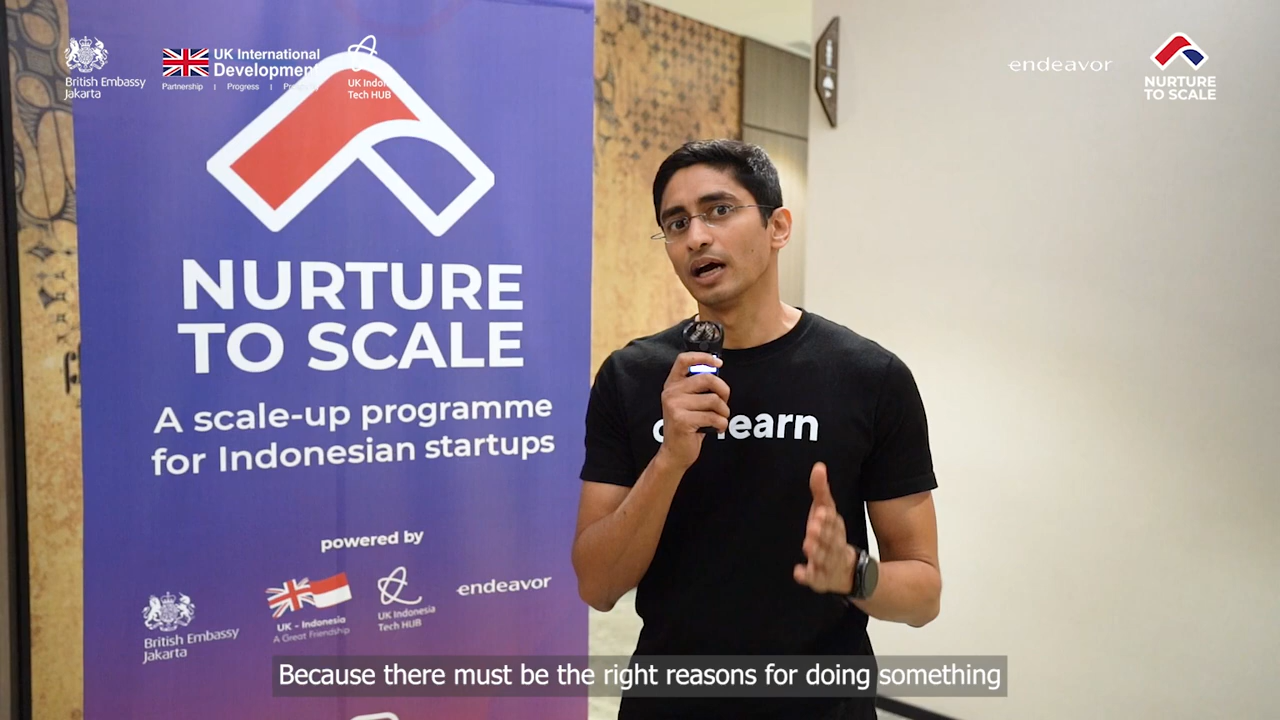 British Embassy
Jakarta
UK International
Development
Partnership | Progress |
UK
Tech HUB
endeavor
NURTURE
TO SCALE
NURTURE
TO SCALE
A scale-up programme
for Indonesian startups
powered by
British Embassy
Jakarta
UK - Indonesia
A Great Friendship
UK Indonesia
Tech HUB
endeavor
learn
Because there must be the right reasons for doing something